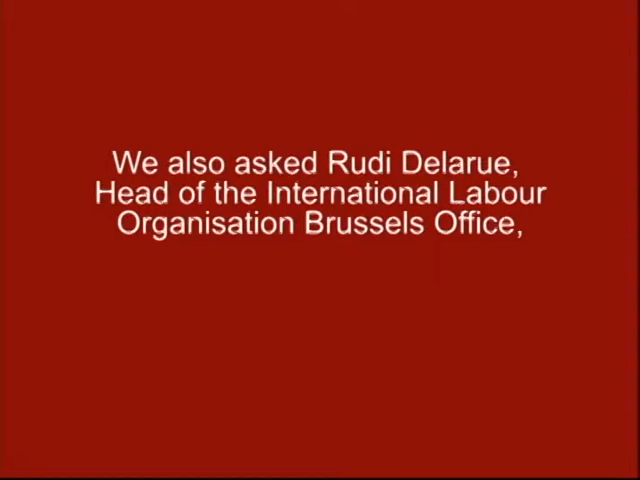 We also asked Rudi Delarue,
Head of the International Labour
Organisation Brussels Office,